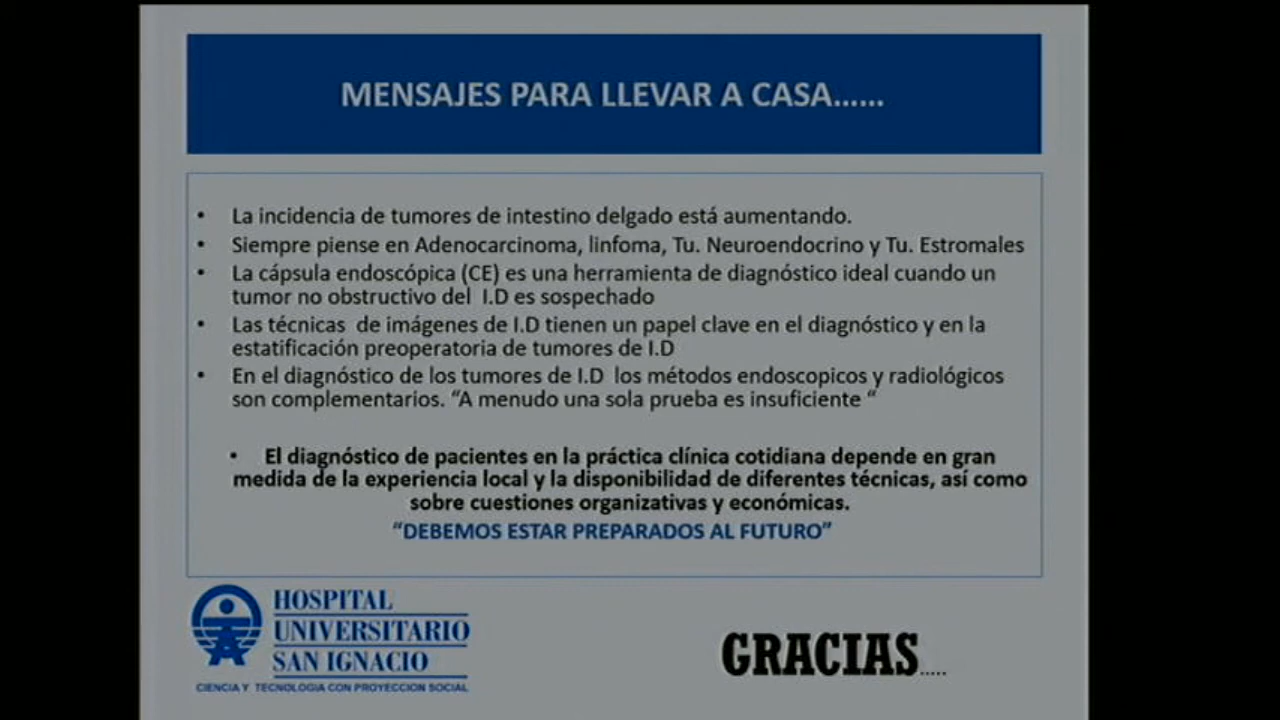 MENSAJES PARA LLEVAR A CASA......
• La incidencia de tumores de intestino delgado está aumentando.
• Siempre piense en Adenocarcinoma, linfoma, Tu. Neuroendocrino y Tu. Estromales
• La cápsula endoscópica (CE) es una herramienta de diagnóstico ideal cuando un
tumor no obstructivo del I.D es sospechado
• Las técnicas de imágenes de I.D tienen un papel clave en el diagnóstico y en la
estatificación preoperatoria de tumores de I.D
• En el diagnóstico de los tumores de I.D los métodos endoscopicos y radiológicos
son complementarios. “A menudo una sola prueba es insuficiente “
• El diagnóstico de pacientes en la práctica clínica cotidiana depende en gran
medida de la experiencia local y la disponibilidad de diferentes técnicas, así como
sobre cuestiones organizativas y económicas.
“DEBEMOS ESTAR PREPARADOS AL FUTURO”
HOSPITAL
UNIVERSITARIO
SAN IGNACIO
CIENCIA Y TECNOLOGIA CON PROYECCION SOCIAL
GRACIAS.....